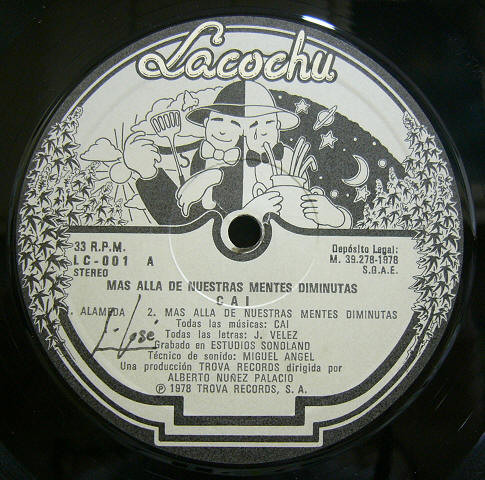 Lacochu
33 R.P.M.
LC-001 A
STEREO
Depósito Legal:
M. 39.278-1978
S.G.A.E.
MAS ALLA DE NUESTRAS MENTES DIMINUTAS
CAI
. ALAMEDA 2. MAS ALLA DE NUESTRAS MENTES DIMINUTAS
Todas las músicas: CAI
Todas las letras: J. VELEZ
Grabado en ESTUDIOS SONOLAND
Técnico de sonido: MIGUEL ANGEL
Una producción TROVA RECORDS dirigida por
ALBERTO NUÑEZ PALACIO
℗ 1978 TROVA RECORDS, S. A.
José